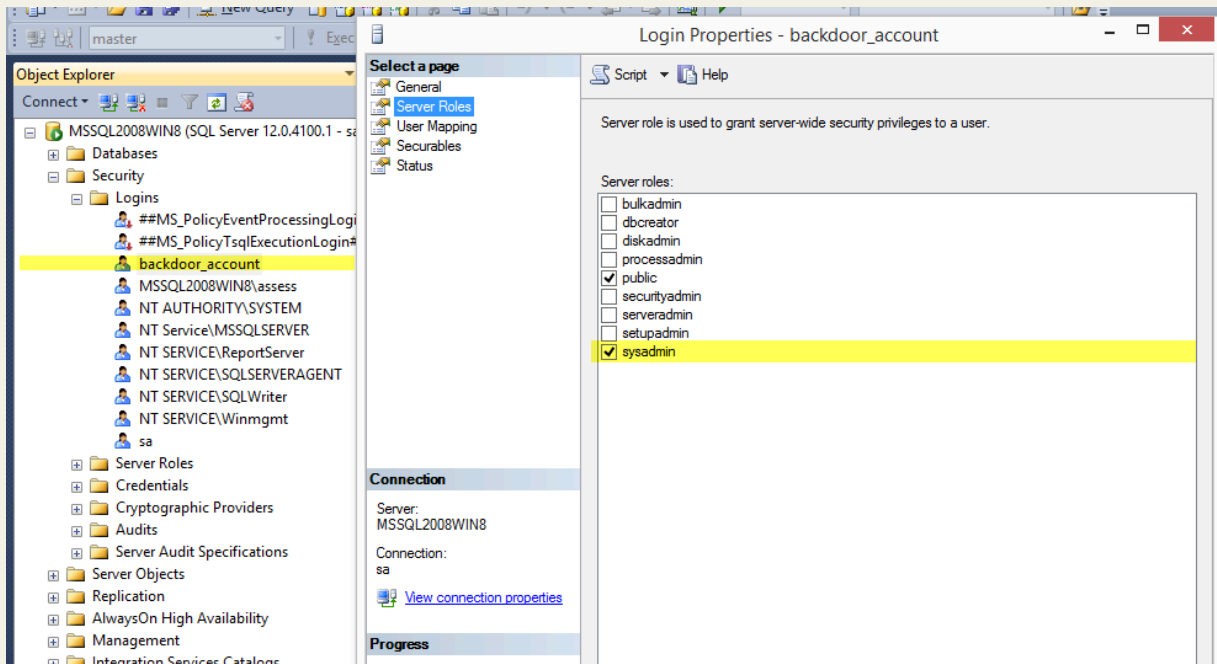 New Query
master
Exec
Login Properties - backdoor_account
Object Explorer
Connect
MSSQL2008WIN8 (SQL Server 12.0.4100.1 - sa
Databases
Security
Logins
##MS_PolicyEventProcessingLogi
##MS_PolicyTsqlExecutionLogin#
backdoor_account
MSSQL2008WIN8\assess
NT AUTHORITY\SYSTEM
NT Service\MSSQLSERVER
NT SERVICE\ReportServer
NT SERVICE\SQLSERVERAGENT
NT SERVICE\SQLWriter
NT SERVICE\Winmgmt
sa
Server Roles
Credentials
Cryptographic Providers
Audits
Server Audit Specifications
Server Objects
Replication
AlwaysOn High Availability
Management
Integration Services Catalogs
Select a page
General
Server Roles
User Mapping
Securables
Status
Connection
Server:
MSSQL2008WIN8
Connection:
sa
View connection properties
Progress
Script
Help
Server role is used to grant server-wide security privileges to a user.
Server roles:
bulkadmin
dbcreator
diskadmin
processadmin
public
securityadmin
serveradmin
setupadmin
sysadmin